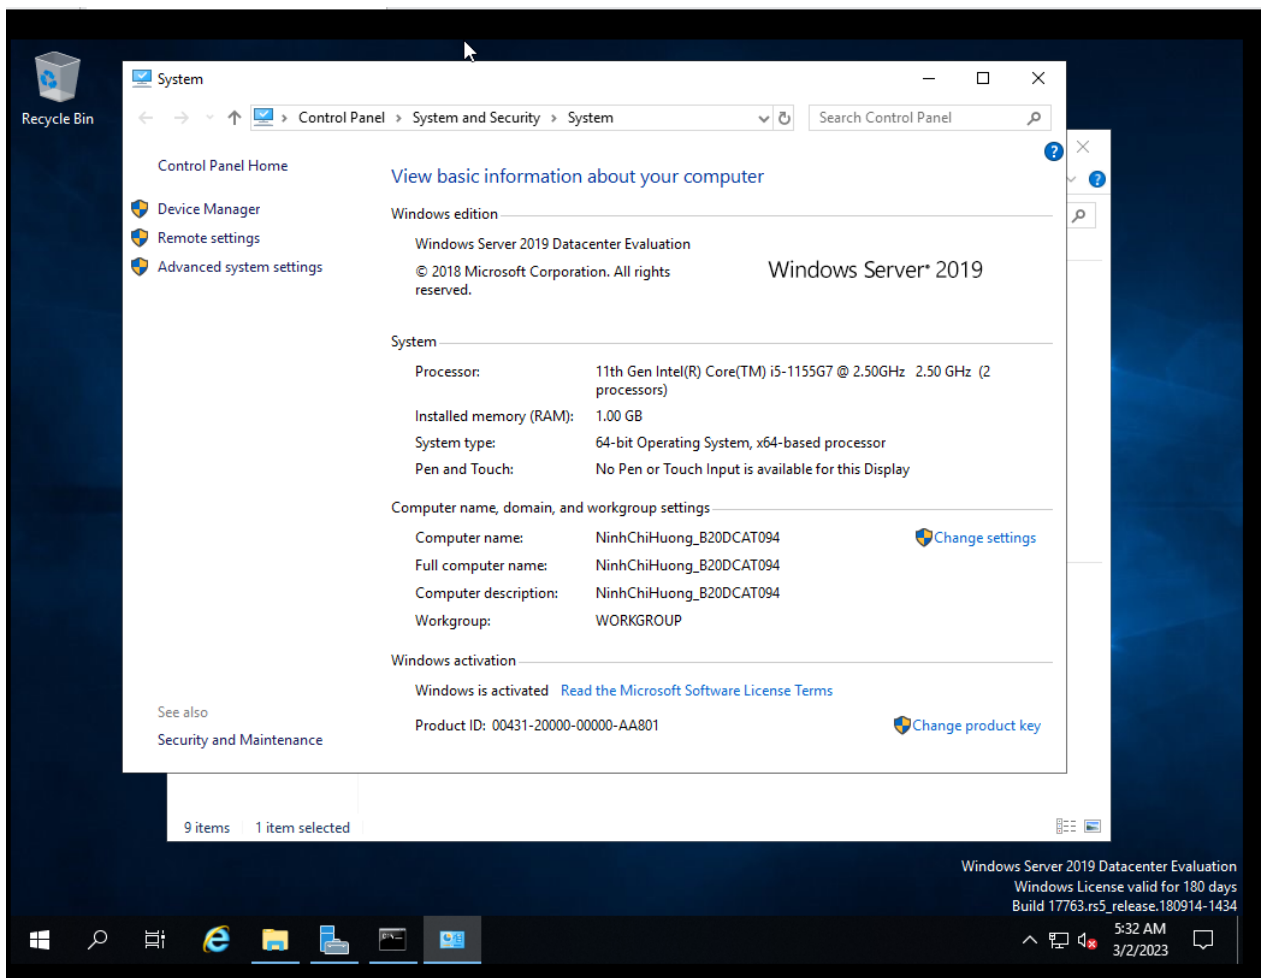 Recycle Bin
System
Control Panel > System and Security > System
Search Control Panel
Control Panel Home
Device Manager
Remote settings
Advanced system settings
View basic information about your computer
Windows edition
Windows Server 2019 Datacenter Evaluation
© 2018 Microsoft Corporation. All rights
reserved.
Windows Server® 2019
System
Processor: 11th Gen Intel(R) Core(TM) i5-1155G7 @ 2.50GHz 2.50 GHz (2
processors)
Installed memory (RAM): 1.00 GB
System type: 64-bit Operating System, x64-based processor
Pen and Touch: No Pen or Touch Input is available for this Display
Computer name, domain, and workgroup settings
Computer name: NinhChiHuong_B20DCAT094
Change settings
Full computer name: NinhChiHuong_B20DCAT094
Computer description: NinhChiHuong_B20DCAT094
Workgroup: WORKGROUP
Windows activation
Windows is activated Read the Microsoft Software License Terms
Product ID: 00431-20000-00000-AA801
Change product key
See also
Security and Maintenance
9 items 1 item selected
Windows Server 2019 Datacenter Evaluation
Windows License valid for 180 days
Build 17763.rs5_release.180914-1434
5:32 AM
3/2/2023